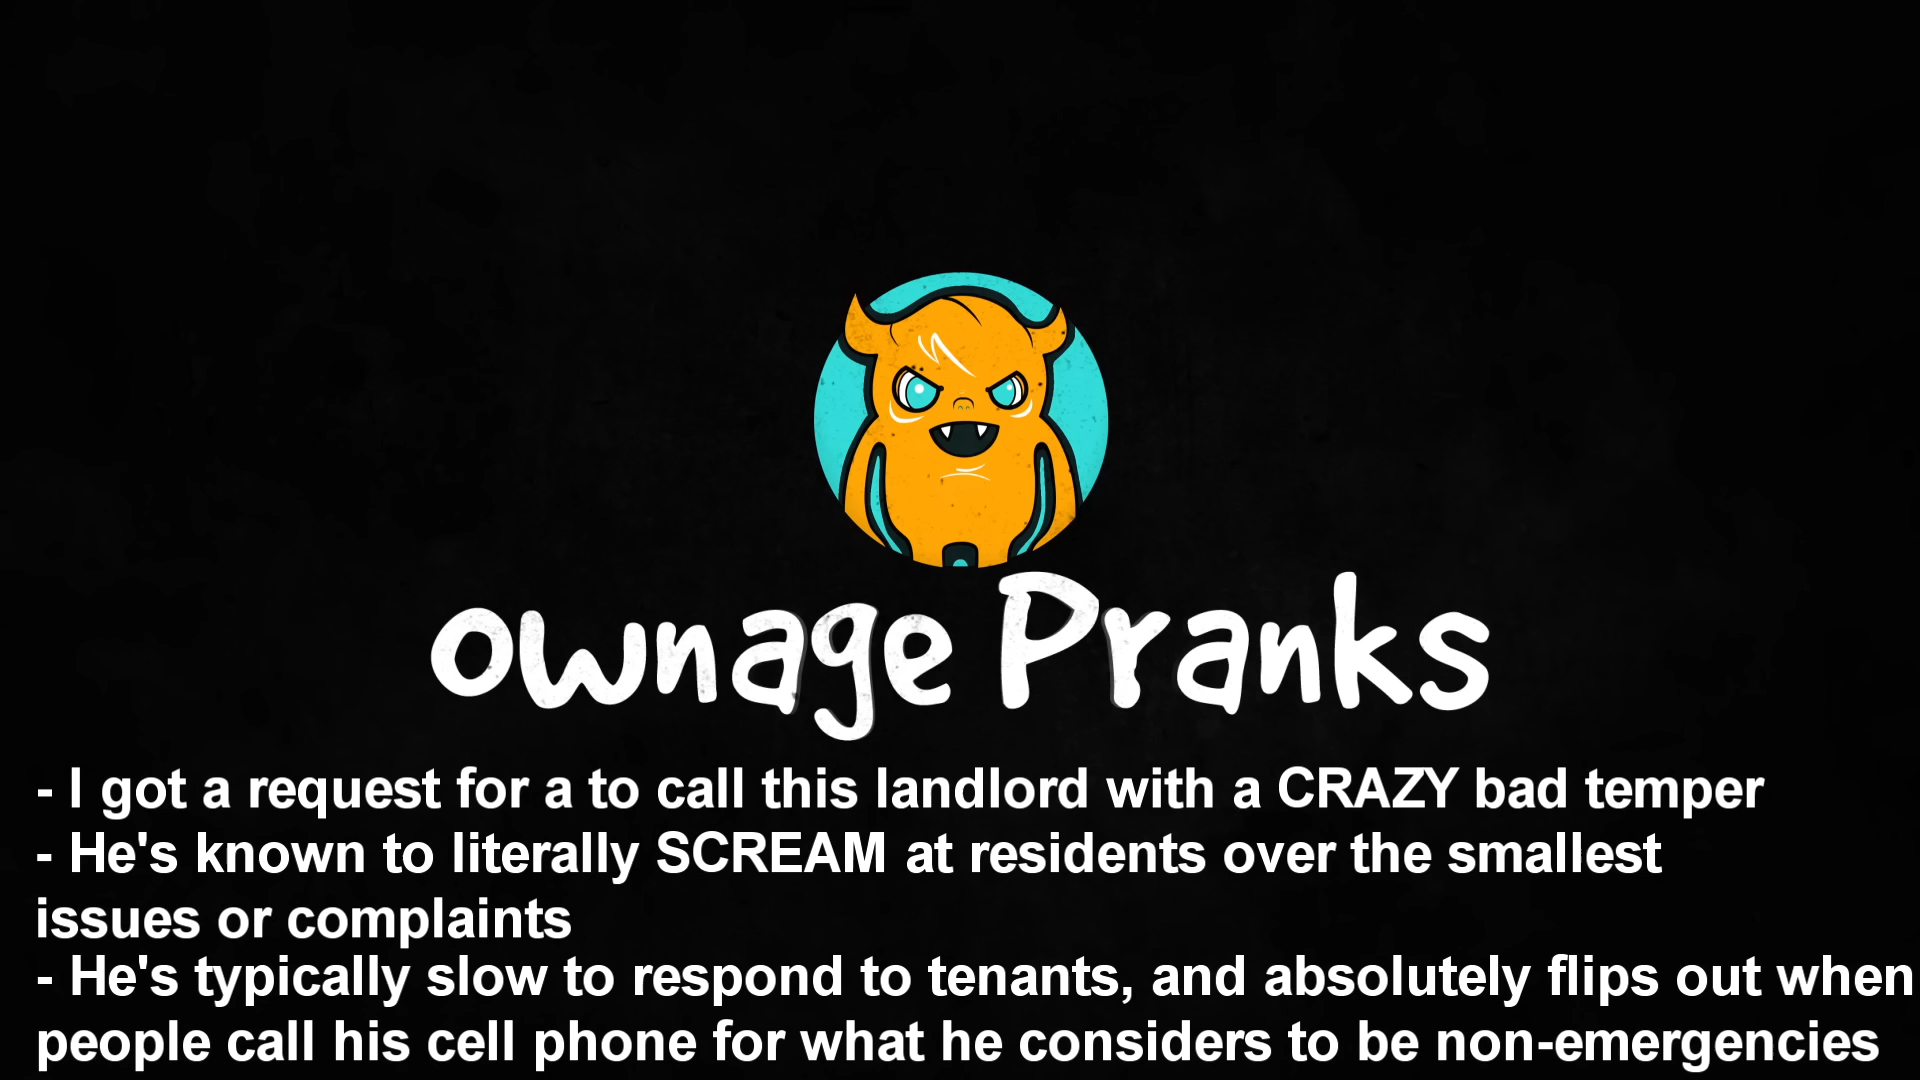 ownage Pranks
- I got a request for a to call this landlord with a CRAZY bad temper
- He's known to literally SCREAM at residents over the smallest
issues or complaints
- He's typically slow to respond to tenants, and absolutely flips out when
people call his cell phone for what he considers to be non-emergencies